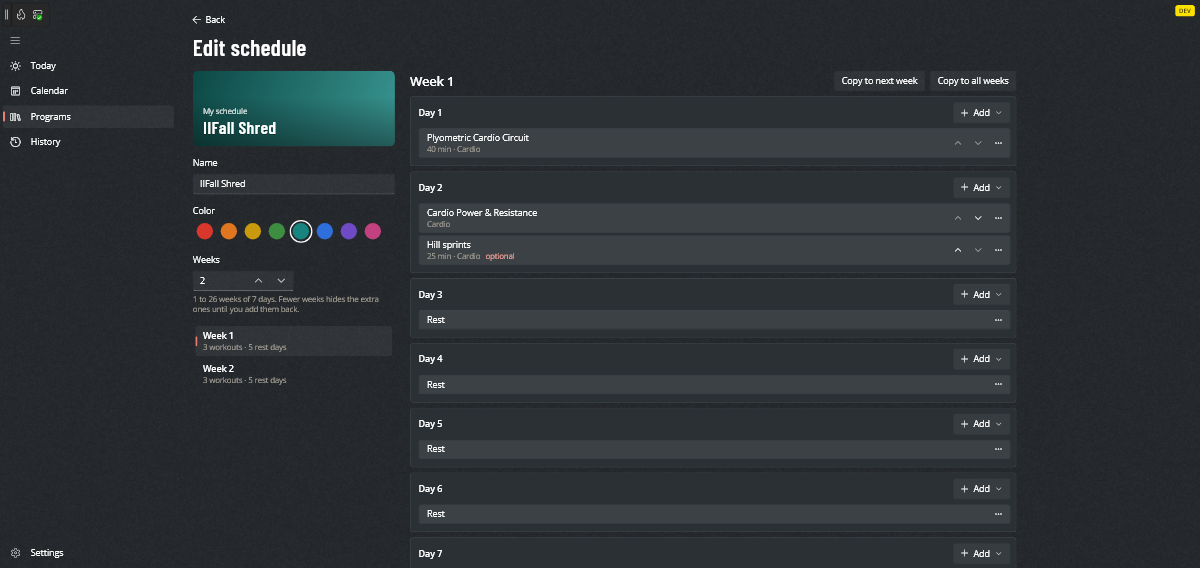 DEV
Back
Edit schedule
Today
Calendar
Programs
History
Settings
My schedule
IIFall Shred
Name
IIFall Shred
Color
Weeks
2
1 to 26 weeks of 7 days. Fewer weeks hides the extra
ones until you add them back.
Week 1
3 workouts · 5 rest days
Week 2
3 workouts · 5 rest days
Week 1
Copy to next week
Copy to all weeks
Day 1
Add
Plyometric Cardio Circuit
40 min · Cardio
Day 2
Add
Cardio Power & Resistance
Cardio
Hill sprints
25 min · Cardio optional
Day 3
Add
Rest
Day 4
Add
Rest
Day 5
Add
Rest
Day 6
Add
Rest
Day 7
Add